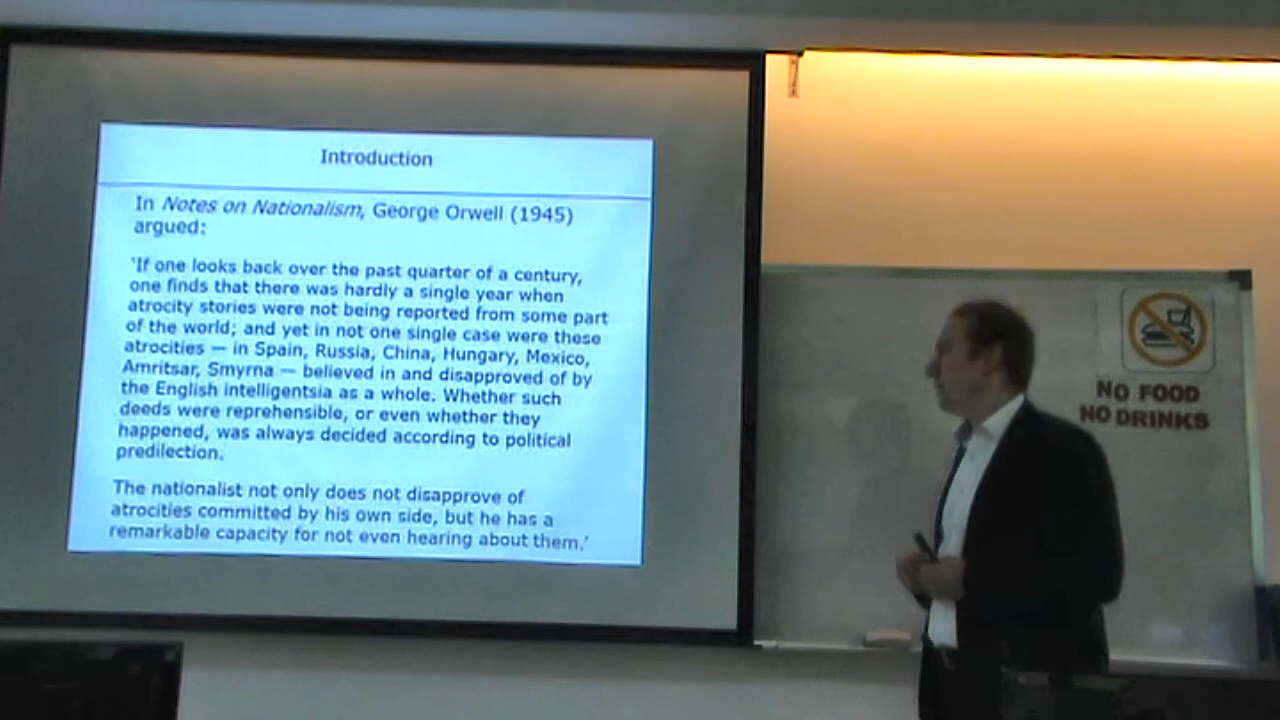 Introduction
In Notes on Nationalism, George Orwell (1945)
argued:
'If one looks back over the past quarter of a century,
one finds that there was hardly a single year when
atrocity stories were not being reported from some part
of the world; and yet in not one single case were these
atrocities — in Spain, Russia, China, Hungary, Mexico,
Amritsar, Smyrna — believed in and disapproved of by
the English intelligentsia as a whole. Whether such
deeds were reprehensible, or even whether they
happened, was always decided according to political
predilection.
The nationalist not only does not disapprove of
atrocities committed by his own side, but he has a
remarkable capacity for not even hearing about them.'
NO FOOD
NO DRINKS